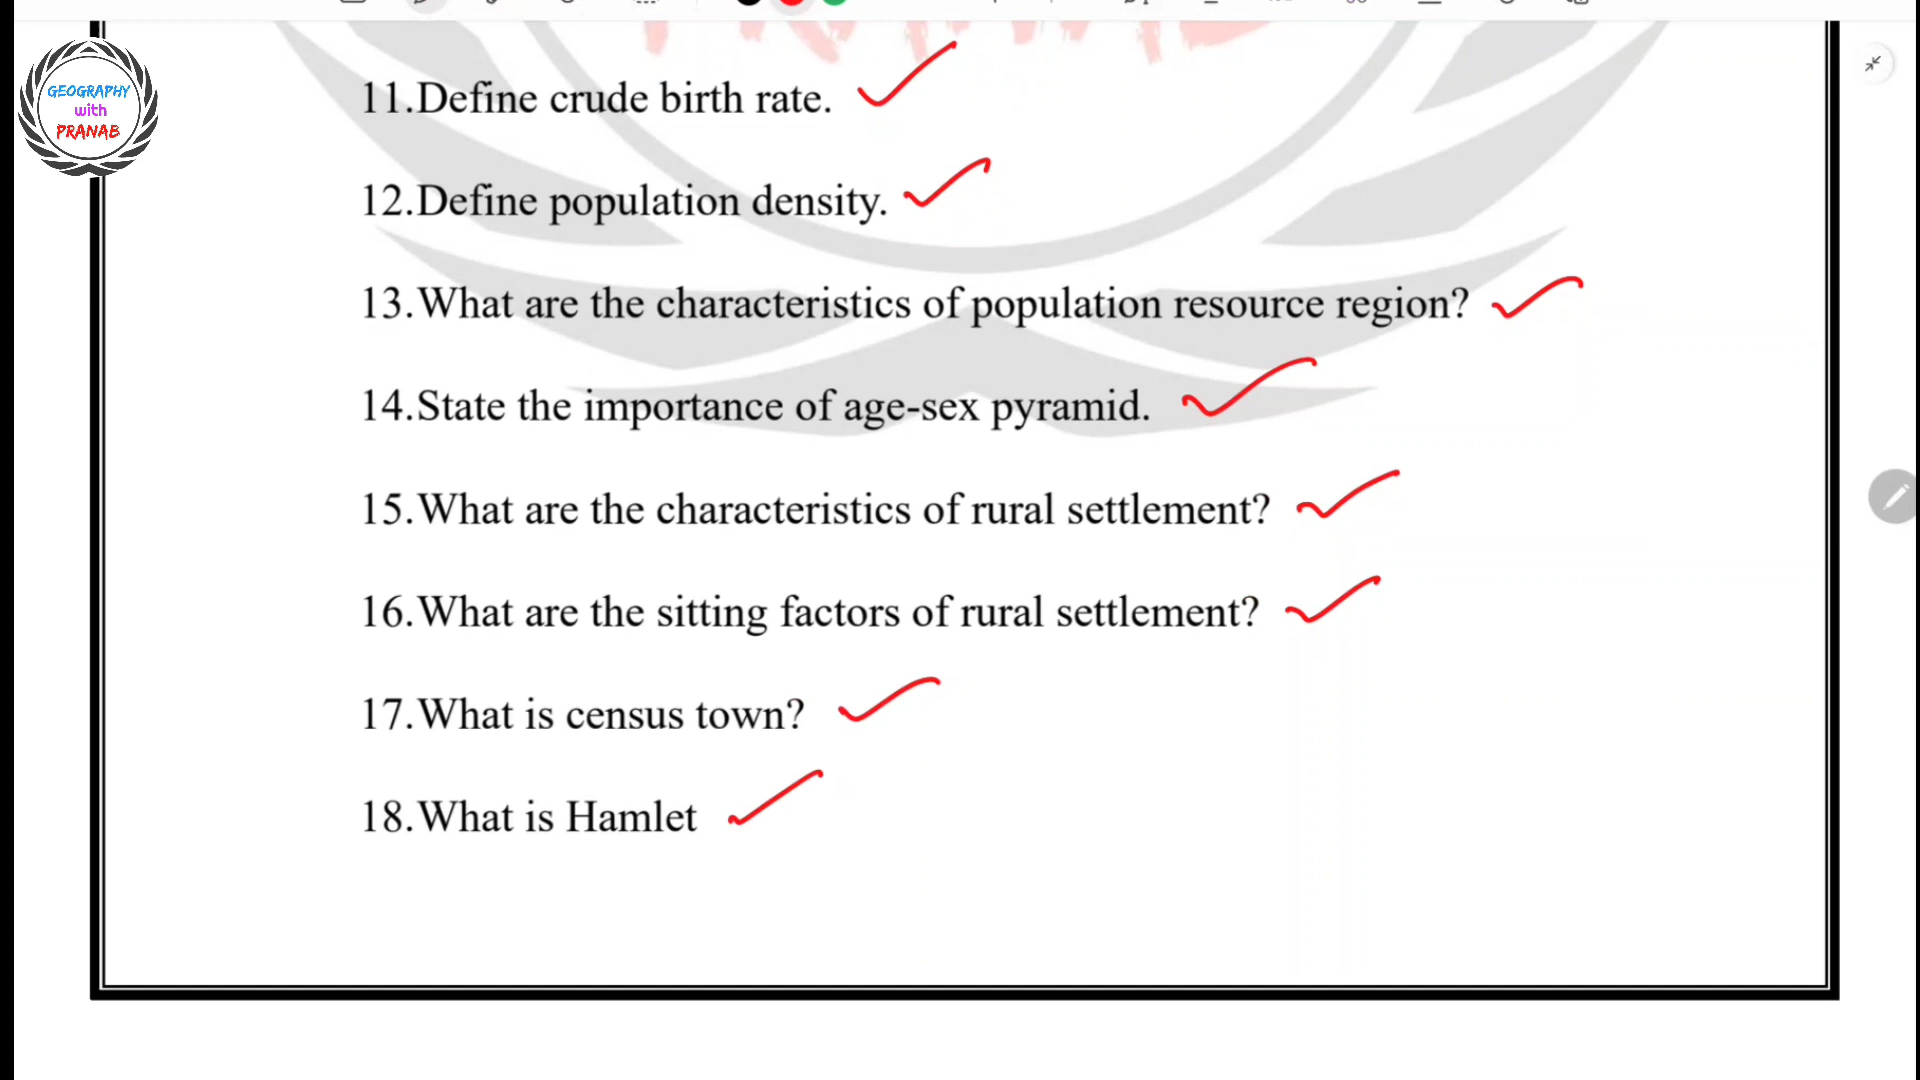 GEOGRAPHY
with
PRANAB
11.Define crude birth rate.
12.Define population density.
13.What are the characteristics of population resource region?
14.State the importance of age-sex pyramid.
15.What are the characteristics of rural settlement?
16.What are the sitting factors of rural settlement?
17.What is census town?
18.What is Hamlet